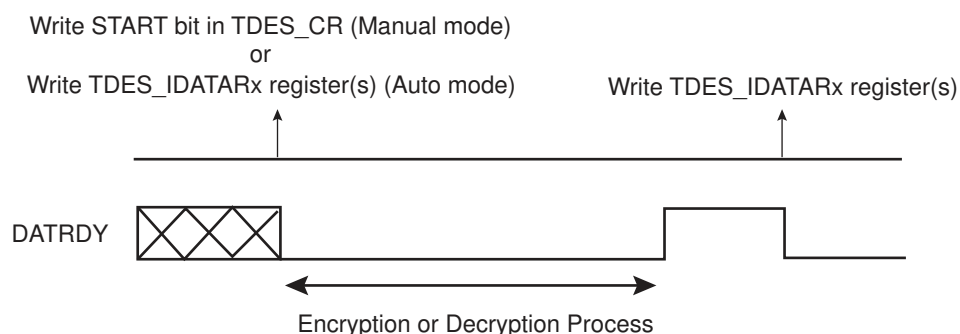 Write START bit in TDES_CR (Manual mode)
or
Write TDES_IDATARx register(s) (Auto mode)
Write TDES_IDATARx register(s)
DATRDY
Encryption or Decryption Process